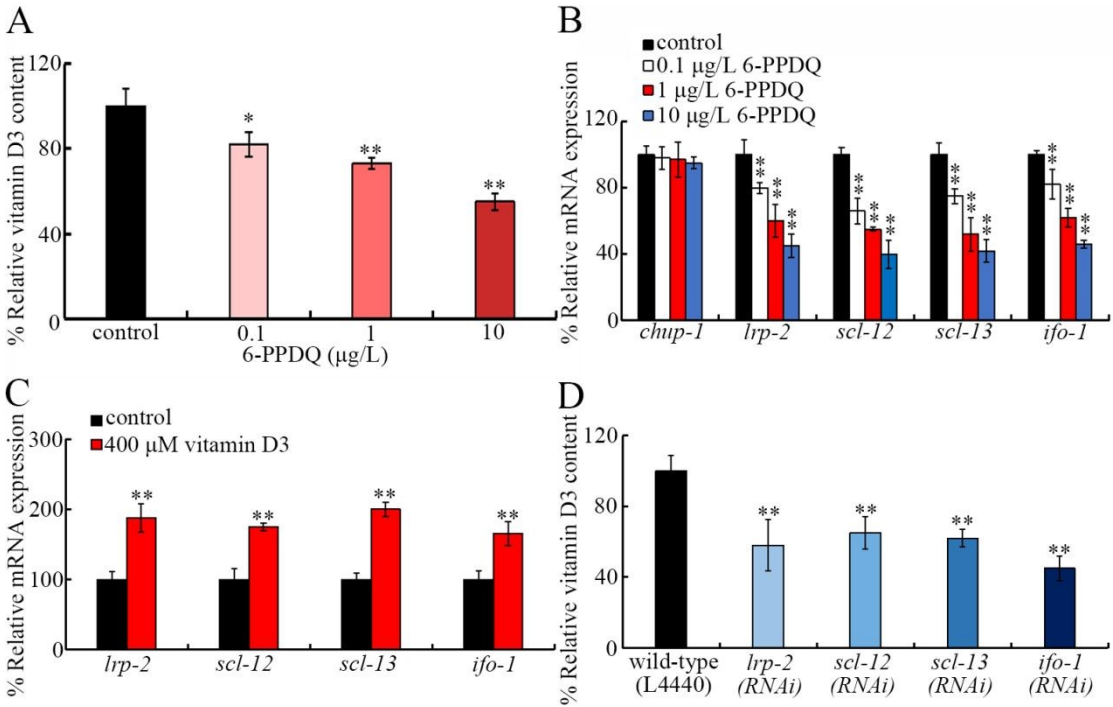 A
% Relative vitamin D3 content
120
80
40
0
*
**
**
control
0.1
1
10
6-PPDQ (μg/L)
B
control
0.1 μg/L 6-PPDQ
1 μg/L 6-PPDQ
10 μg/L 6-PPDQ
% Relative mRNA expression
120
80
40
0
**
**
**
**
**
**
**
**
**
**
**
**
chup-1
lrp-2
scl-12
scl-13
ifo-1
C
control
400 μM vitamin D3
% Relative mRNA expression
300
200
100
0
**
**
**
**
lrp-2
scl-12
scl-13
ifo-1
D
% Relative vitamin D3 content
120
80
40
0
**
**
**
**
wild-type
(L4440)
lrp-2
(RNAi)
scl-12
(RNAi)
scl-13
(RNAi)
ifo-1
(RNAi)